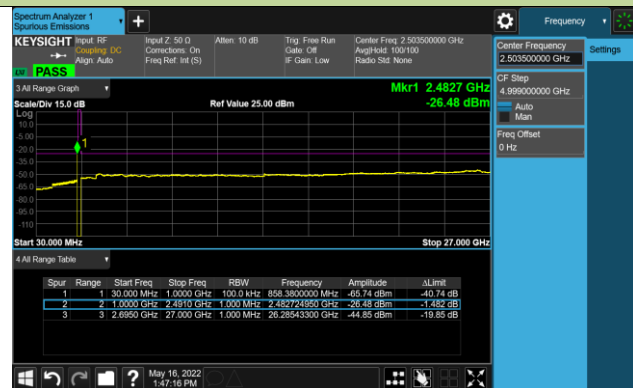 Spectrum Analyzer 1
Spurious Emissions
+
Frequency
KEYSIGHT Input: RF Input Z: 50 Ω Atten: 10 dB Trig: Free Run Center Freq: 2.503500000 GHz
Coupling: DC Corrections: On Gate: Off Avg|Hold: 100/100
Align: Auto Freq Ref: Int (S) IF Gain: Low Radio Std: None
PASS
Center Frequency
2.503500000 GHz
Settings
CF Step
4.999000000 GHz
Auto
Man
Freq Offset
0 Hz
3 All Range Graph
Mkr1 2.4827 GHz
Scale/Div 15.0 dB Ref Value 25.00 dBm -26.48 dBm
Log
10.0
-5.00
-20.0
-35.0
-50.0
-65.0
-80.0
-95.0
-110
1
Start 30.000 MHz Stop 27.000 GHz
4 All Range Table
Spur Range Start Freq Stop Freq RBW Frequency Amplitude ΔLimit
1 1 30.000 MHz 1.0000 GHz 100.0 kHz 858.3800000 MHz -65.74 dBm -40.74 dB
2 2 1.0000 GHz 2.4910 GHz 1.000 MHz 2.482724950 GHz -26.48 dBm -1.482 dB
3 3 2.6950 GHz 27.000 GHz 1.000 MHz 26.28543300 GHz -44.85 dBm -19.85 dB
? May 16, 2022
1:47:16 PM